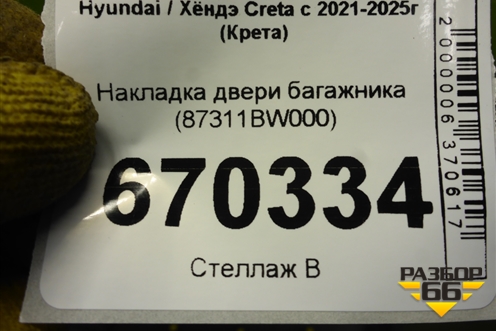 Hyundai / Хёндэ Creta с 2021-2025г
(Крета)
Накладка двери багажника
(87311BW000)
670334
Стеллаж В
2000006370617
РАЗБОР
66